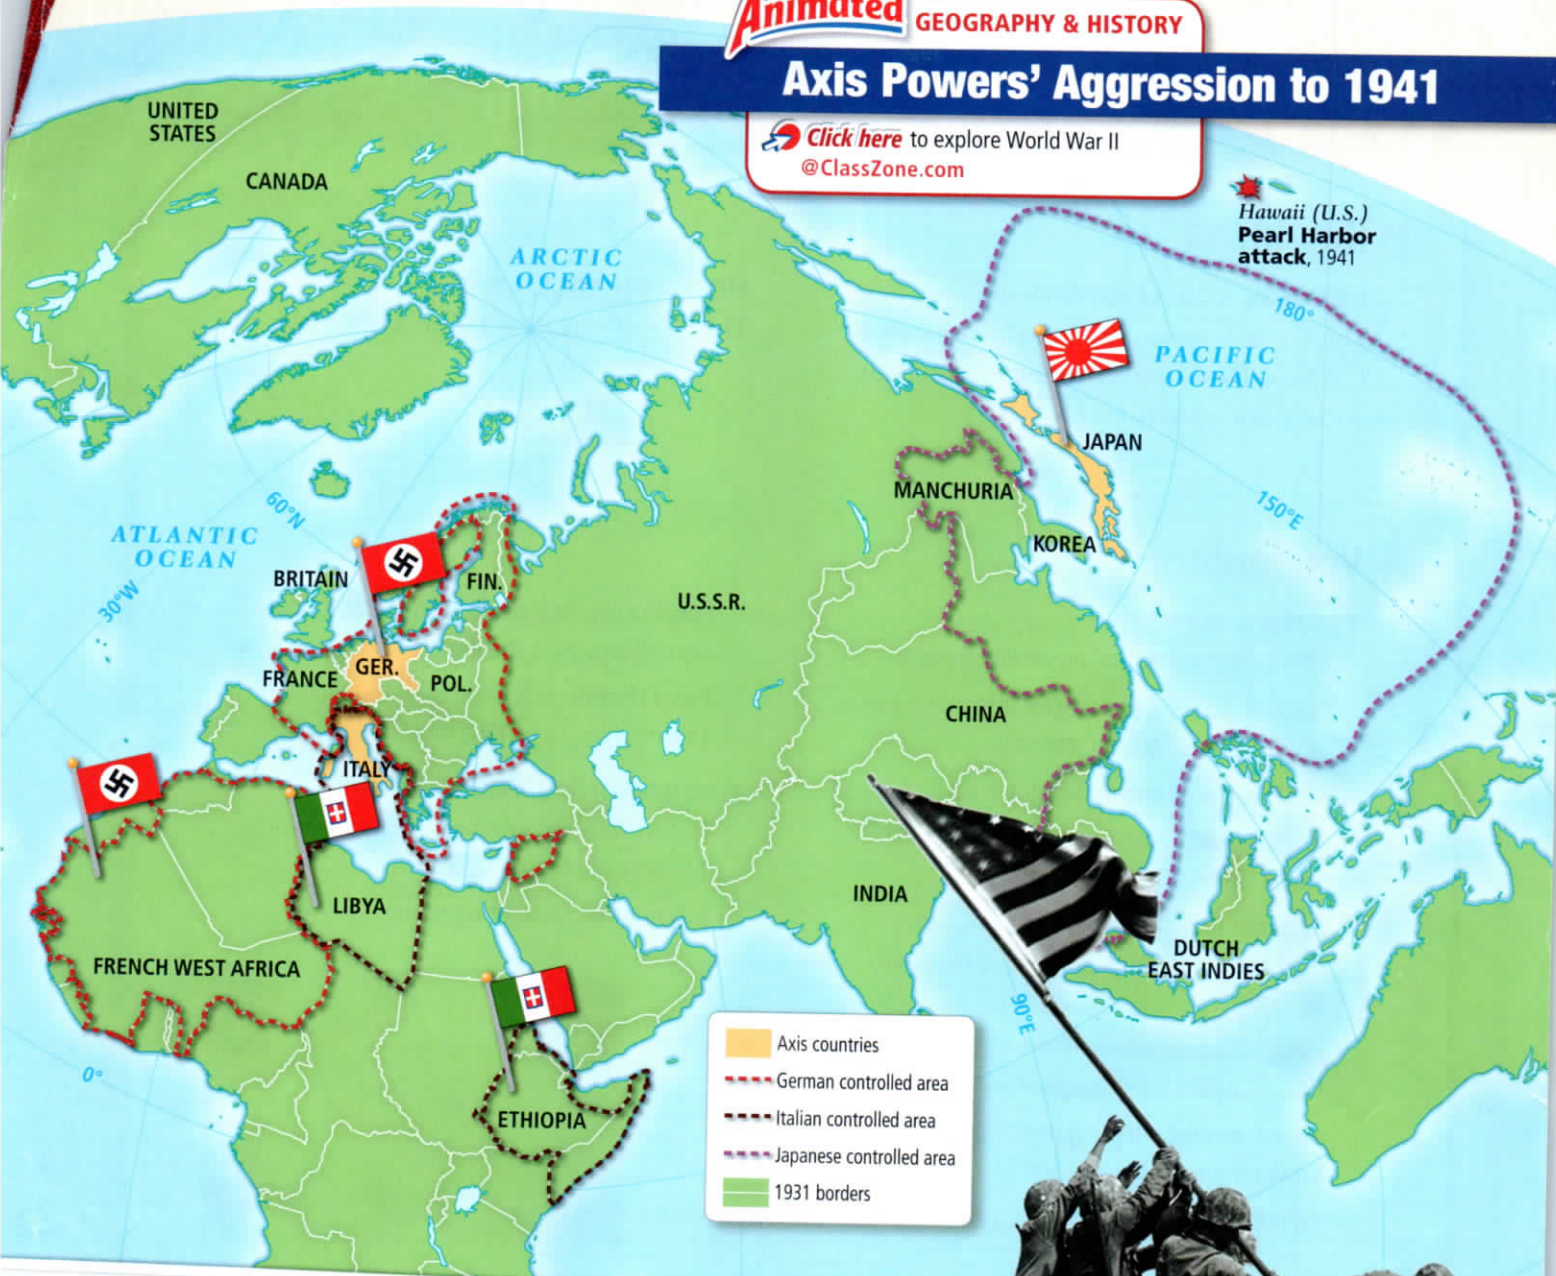 Animated
GEOGRAPHY & HISTORY
Axis Powers' Aggression to 1941
Click here to explore World War II
@ClassZone.com
UNITED
STATES
CANADA
ARCTIC
OCEAN
Hawaii (U.S.)
Pearl Harbor
attack, 1941
180°
PACIFIC
OCEAN
JAPAN
MANCHURIA
150°E
KOREA
60°N
ATLANTIC
OCEAN
30°W
BRITAIN
FIN.
U.S.S.R.
FRANCE
GER.
POL.
CHINA
ITALY
LIBYA
INDIA
FRENCH WEST AFRICA
DUTCH
EAST INDIES
90°E
0°
ETHIOPIA
Axis countries
German controlled area
Italian controlled area
Japanese controlled area
1931 borders